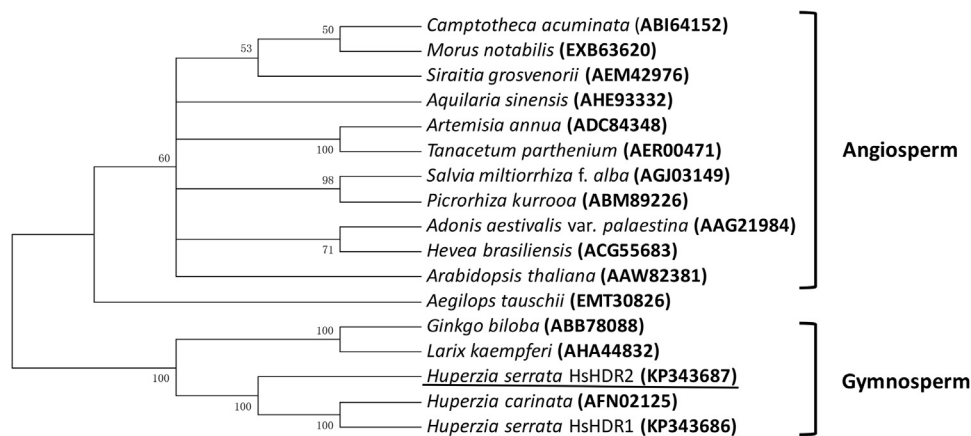 Camptotheca acuminata (ABI64152)
50
53
Morus notabilis (EXB63620)
Siraitia grosvenorii (AEM42976)
Aquilaria sinensis (AHE93332)
Artemisia annua (ADC84348)
100
Tanacetum parthenium (AER00471)
Angiosperm
60
Salvia miltiorrhiza f. alba (AGJ03149)
98
Picrorhiza kurrooa (ABM89226)
Adonis aestivalis var. palaestina (AAG21984)
71
Hevea brasiliensis (ACG55683)
Arabidopsis thaliana (AAW82381)
Aegilops tauschii (EMT30826)
Ginkgo biloba (ABB78088)
100
Larix kaempferi (AHA44832)
100
Huperzia serrata HsHDR2 (KP343687)
Gymnosperm
100
Huperzia carinata (AFN02125)
100
Huperzia serrata HsHDR1 (KP343686)